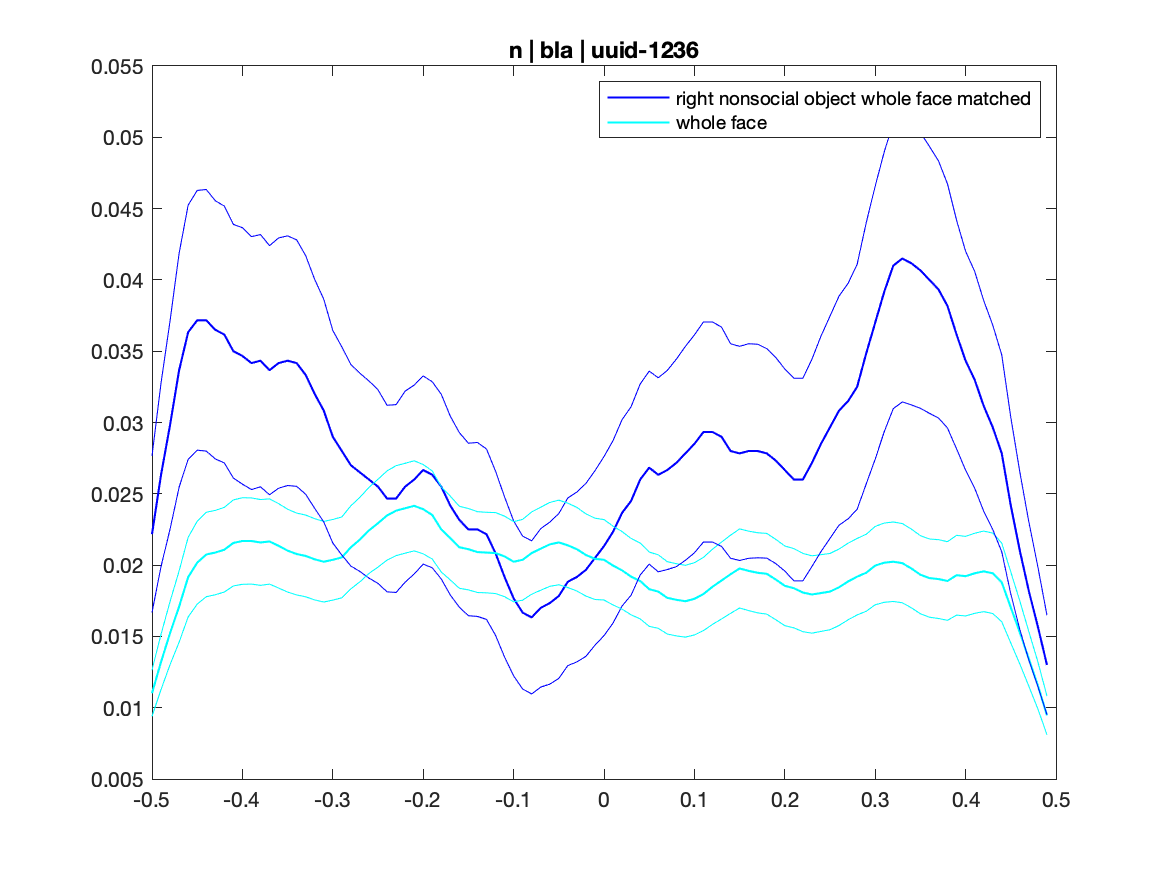 n | bla | uuid-1236
right nonsocial object whole face matched
whole face
0.055
0.05
0.045
0.04
0.035
0.03
0.025
0.02
0.015
0.01
0.005
-0.5 -0.4 -0.3 -0.2 -0.1 0 0.1 0.2 0.3 0.4 0.5